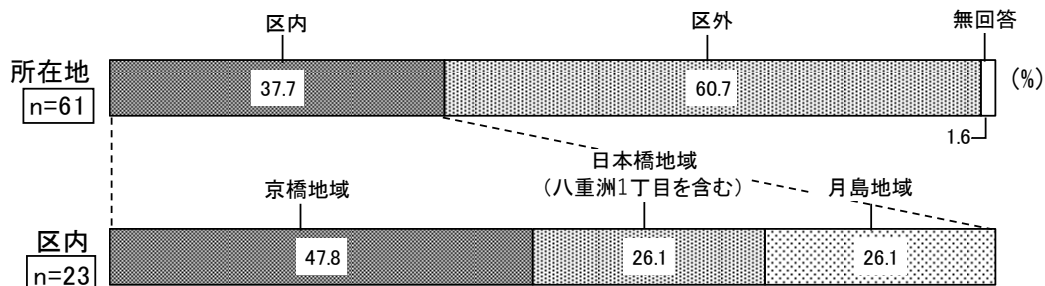 区内
区外
無回答
所在地
n=61
37.7
60.7
1.6
(%)
京橋地域
日本橋地域
(八重洲1丁目を含む)
月島地域
区内
n=23
47.8
26.1
26.1